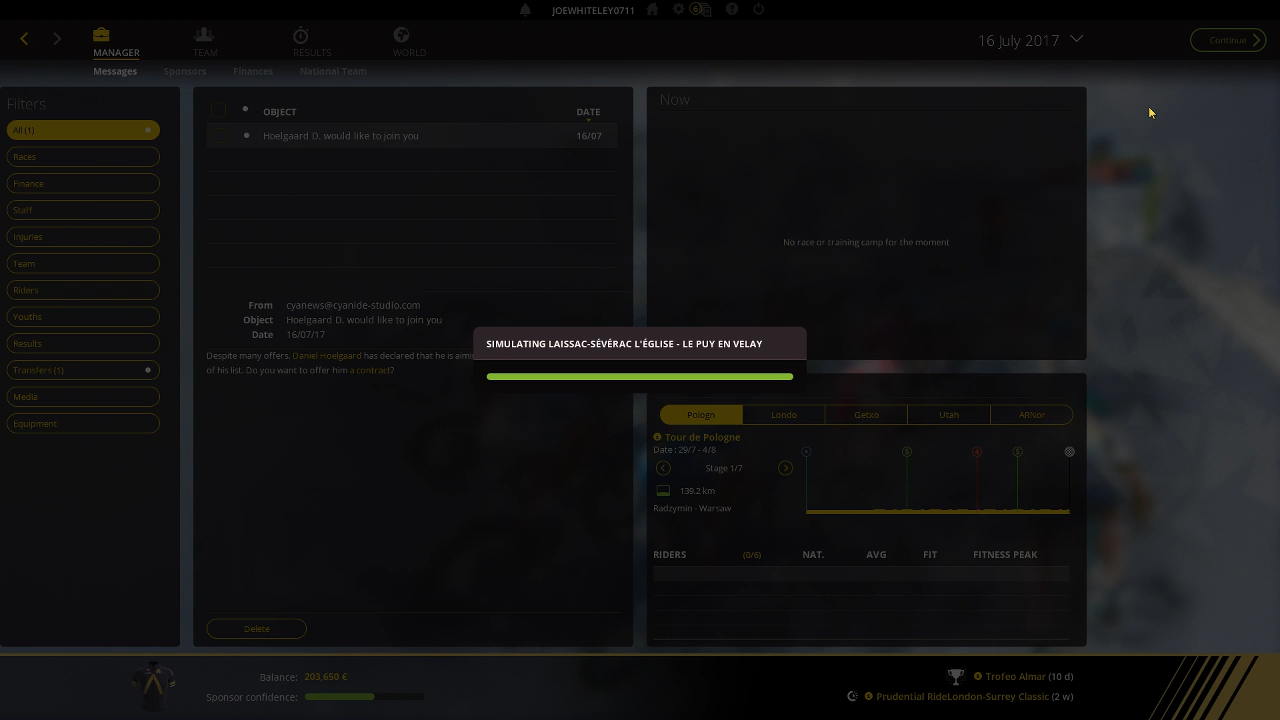 JOEWHITELEY0711
6
MANAGER
TEAM
RESULTS
WORLD
16 July 2017
Continue
Messages
Sponsors
Finances
National Team
Filters
All (1)
Races
Finance
Staff
Injuries
Team
Riders
Youths
Results
Transfers (1)
Media
Equipment
OBJECT
DATE
Hoelgaard D. would like to join you
16/07
From cyanews@cyanide-studio.com
Object Hoelgaard D. would like to join you
Date 16/07/17
Despite many offers, Daniel Hoelgaard has declared that he is aimi
of his list. Do you want to offer him a contract?
Delete
Now
No race or training camp for the moment
SIMULATING LAISSAC-SÉVÉRAC L'ÉGLISE - LE PUY EN VELAY
Pologn
Londo
Getxo
Utah
ARNor
Tour de Pologne
Date : 29/7 - 4/8
Stage 1/7
139.2 km
Radzymin - Warsaw
S
4
S
RIDERS
(0/6)
NAT.
AVG
FIT
FITNESS PEAK
Balance: 203,650 €
Sponsor confidence:
Trofeo Almar (10 d)
Prudential RideLondon-Surrey Classic (2 w)